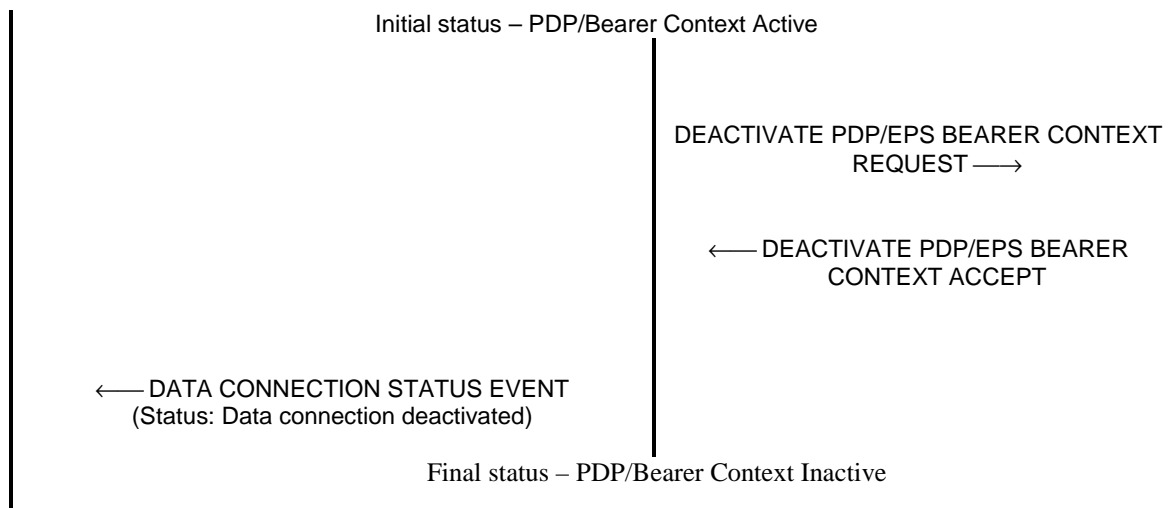 Initial status – PDP/Bearer Context Active
DEACTIVATE PDP/EPS BEARER CONTEXT
REQUEST ⎯⎯→
←⎯⎯ DEACTIVATE PDP/EPS BEARER
CONTEXT ACCEPT
←⎯⎯ DATA CONNECTION STATUS EVENT
(Status: Data connection deactivated)
Final status – PDP/Bearer Context Inactive